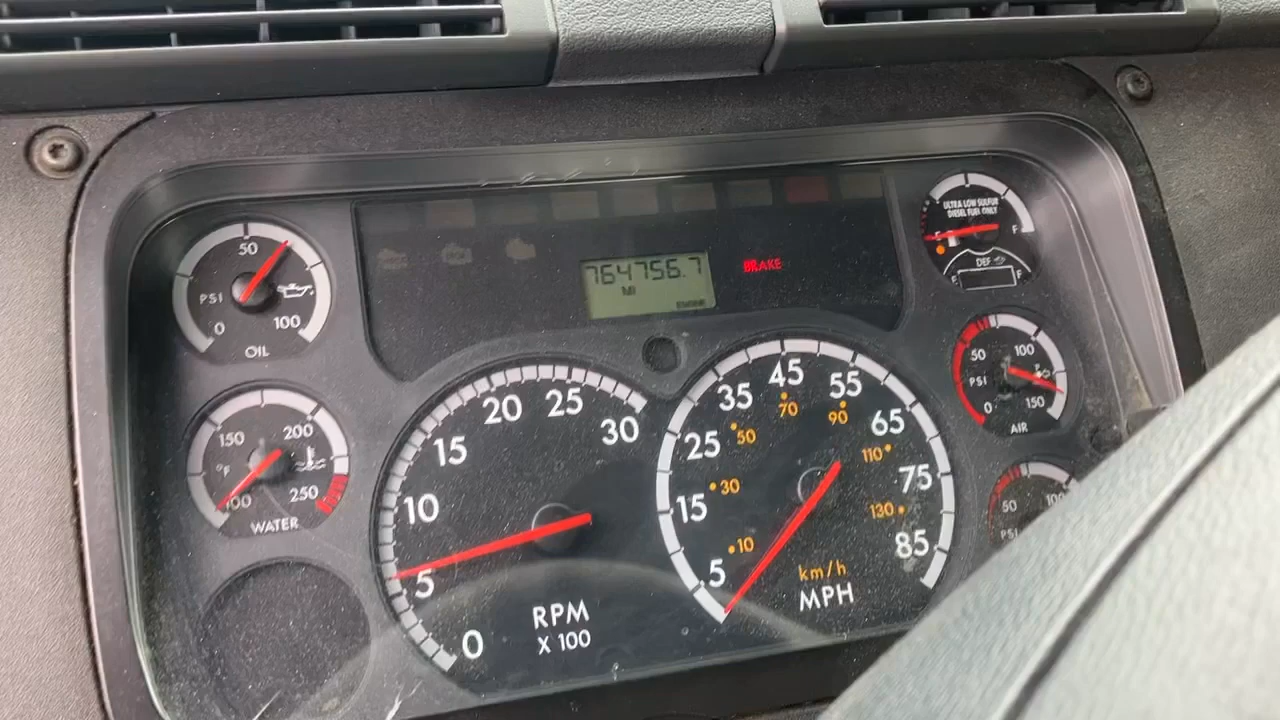 50
PSI
0
100
OIL
150
200
°F
100
250
WATER
764756.7
MI
ENGINE
BRAKE
0
5
10
15
20
25
30
RPM
X 100
5
15
25
35
45
55
65
75
85
10
30
50
70
90
110
130
km/h
MPH
ULTRA LOW SULFUR
DIESEL FUEL ONLY
E
F
DEF
E
F
50
100
PSI
0
150
AIR
50
100
PSI